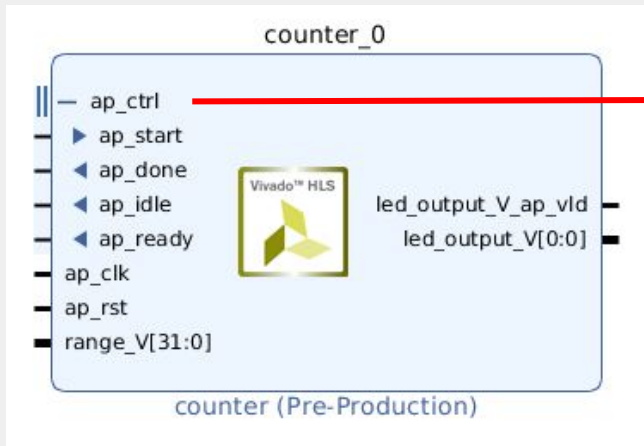 counter_0
ap_ctrl
ap_start
ap_done
ap_idle
ap_ready
ap_clk
ap_rst
range_V[31:0]
Vivado™ HLS
led_output_V_ap_vld
led_output_V[0:0]
counter (Pre-Production)